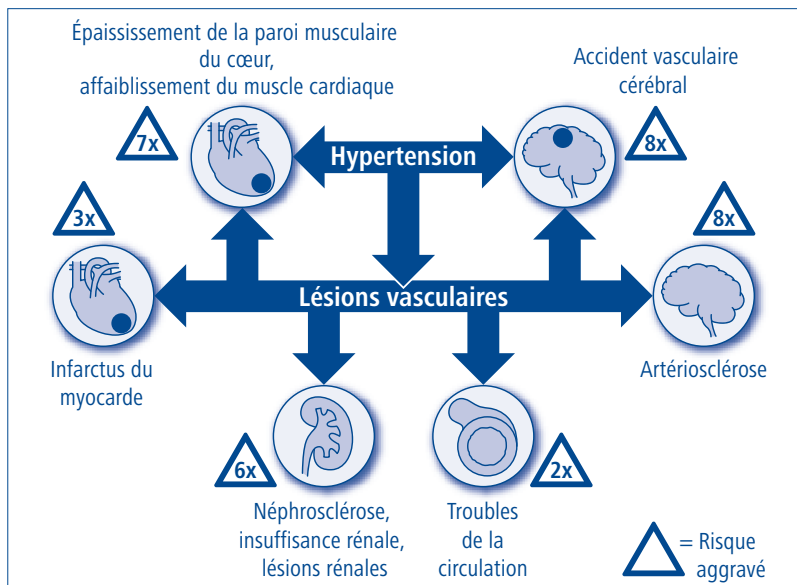 Épaississement de la paroi musculaire
du cœur,
affaiblissement du muscle cardiaque
Accident vasculaire
cérébral
7x
8x
Hypertension
3x
8x
Lésions vasculaires
Infarctus du
myocarde
Artériosclérose
6x
2x
Néphrosclérose,
insuffisance rénale,
lésions rénales
Troubles
de la
circulation
= Risque
aggravé